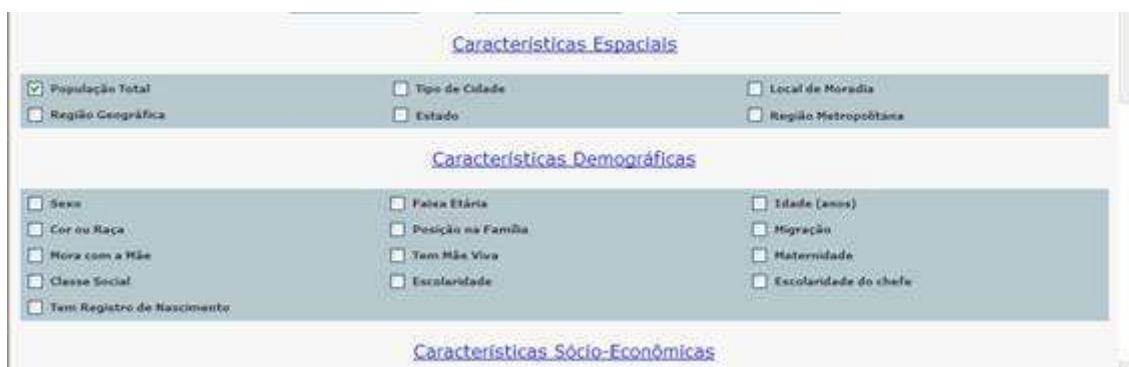 Características Espaciais
População Total Tipo de Cidade Local de Moradia
Região Geográfica Estado Região Metropolitana
Características Demográficas
Sexo Faixa Etária Idade (anos)
Cor ou Raça Posição na Família Migração
Mora com a Mãe Tem Mãe Viva Maternidade
Classe Social Escolaridade Escolaridade do chefe
Tem Registro de Nascimento
Características Sócio-Econômicas